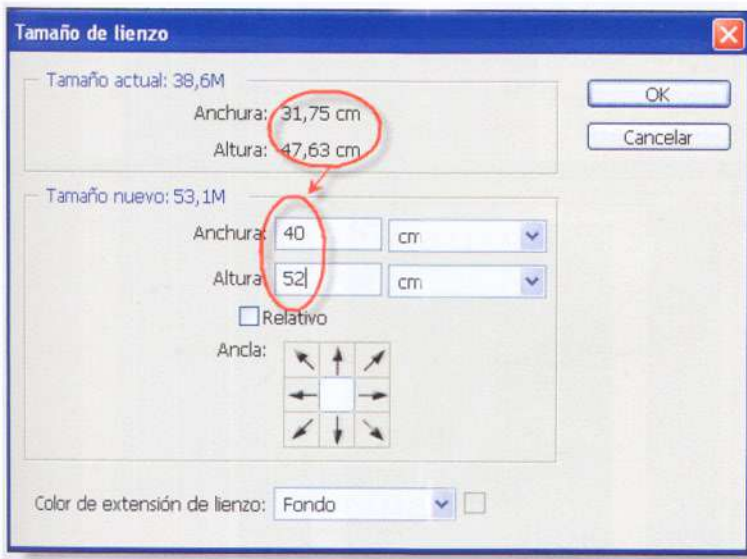 Tamaño de lienzo
Tamaño actual: 38,6M
OK
Anchura: 31,75 cm
Altura: 47,63 cm
Cancelar
Tamaño nuevo: 53,1M
Anchura: 40 cm
Altura: 52 cm
Relativo
Ancla:
Color de extensión de lienzo: Fondo